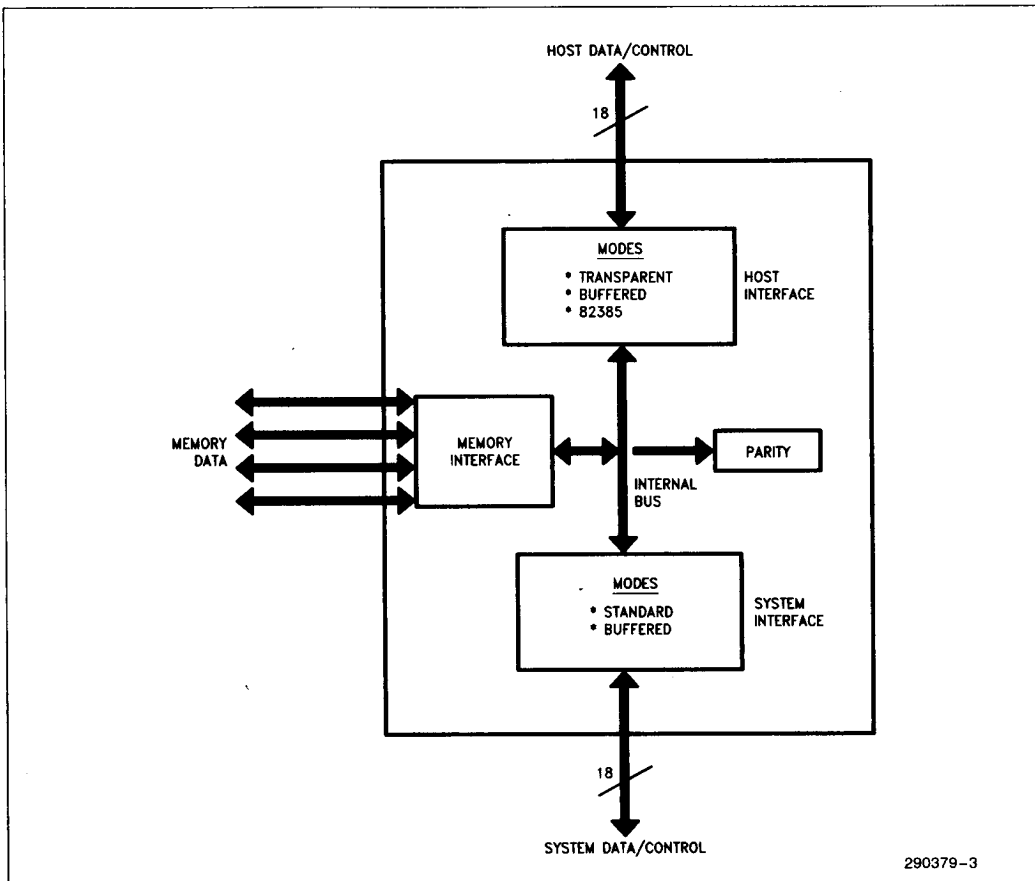 HOST DATA/CONTROL
18
MODES
* TRANSPARENT
* BUFFERED
* 82385
HOST
INTERFACE
MEMORY
DATA
MEMORY
INTERFACE
PARITY
INTERNAL
BUS
MODES
* STANDARD
* BUFFERED
SYSTEM
INTERFACE
18
SYSTEM DATA/CONTROL
290379-3